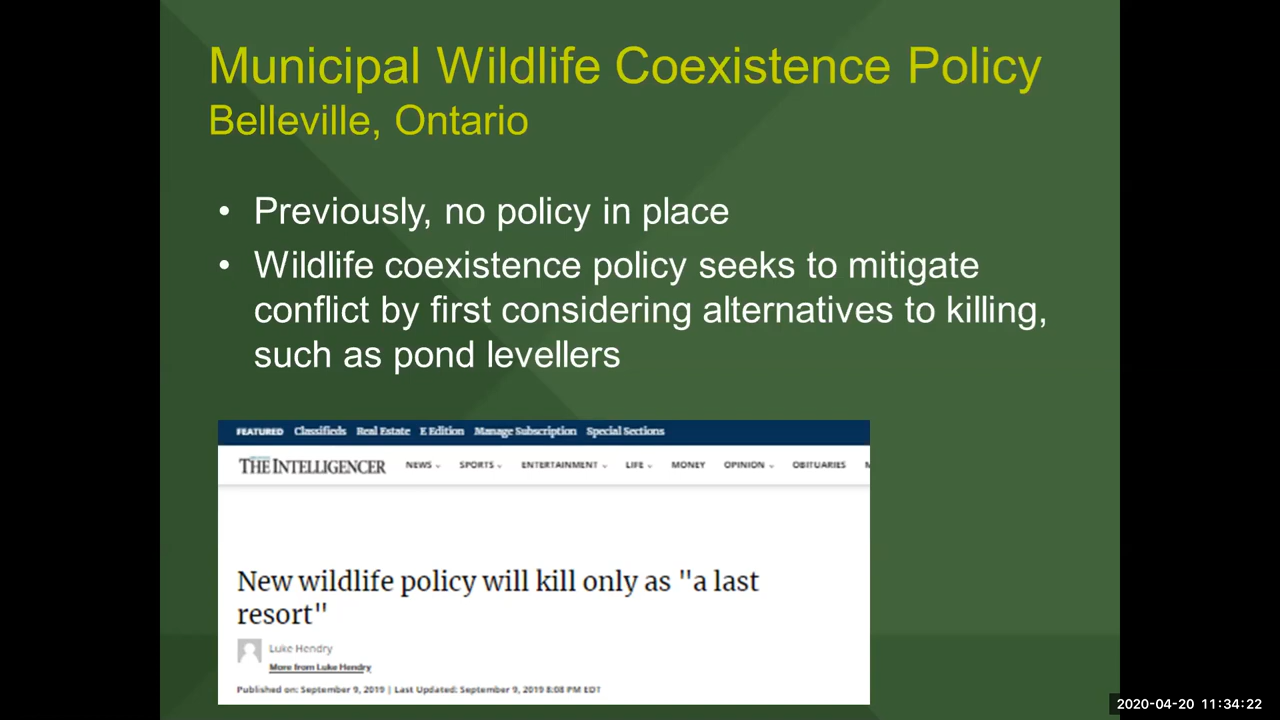 Municipal Wildlife Coexistence Policy
Belleville, Ontario
• Previously, no policy in place
• Wildlife coexistence policy seeks to mitigate
conflict by first considering alternatives to killing,
such as pond levellers
FEATURED Classifieds Real Estate E Edition Manage Subscription Special Sections
THE INTELLIGENCER NEWS SPORTS ENTERTAINMENT LIFE MONEY OPINION OBITUARIES
New wildlife policy will kill only as "a last
resort"
Luke Hendry
More from Luke Hendry
Published on: September 9, 2019 | Last Updated: September 9, 2019 8:08 PM EDT
2020-04-20 11:34:22